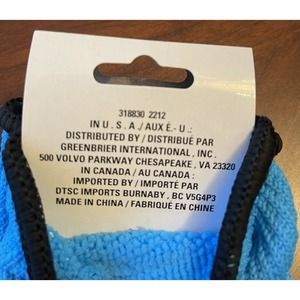 318830 2212
IN U. S. A./AUX É.- U.:
DISTRIBUTED BY / DISTRIBUÉ PAR
GREENBRIER INTERNATIONAL, INC.
500 VOLVO PARKWAY CHESAPEAKE, VA 23320
IN CANADA / AU CANADA :
IMPORTED BY / IMPORTÉ PAR
DTSC IMPORTS BURNABY , BC V5G4P3
MADE IN CHINA / FABRIQUÉ EN CHINE